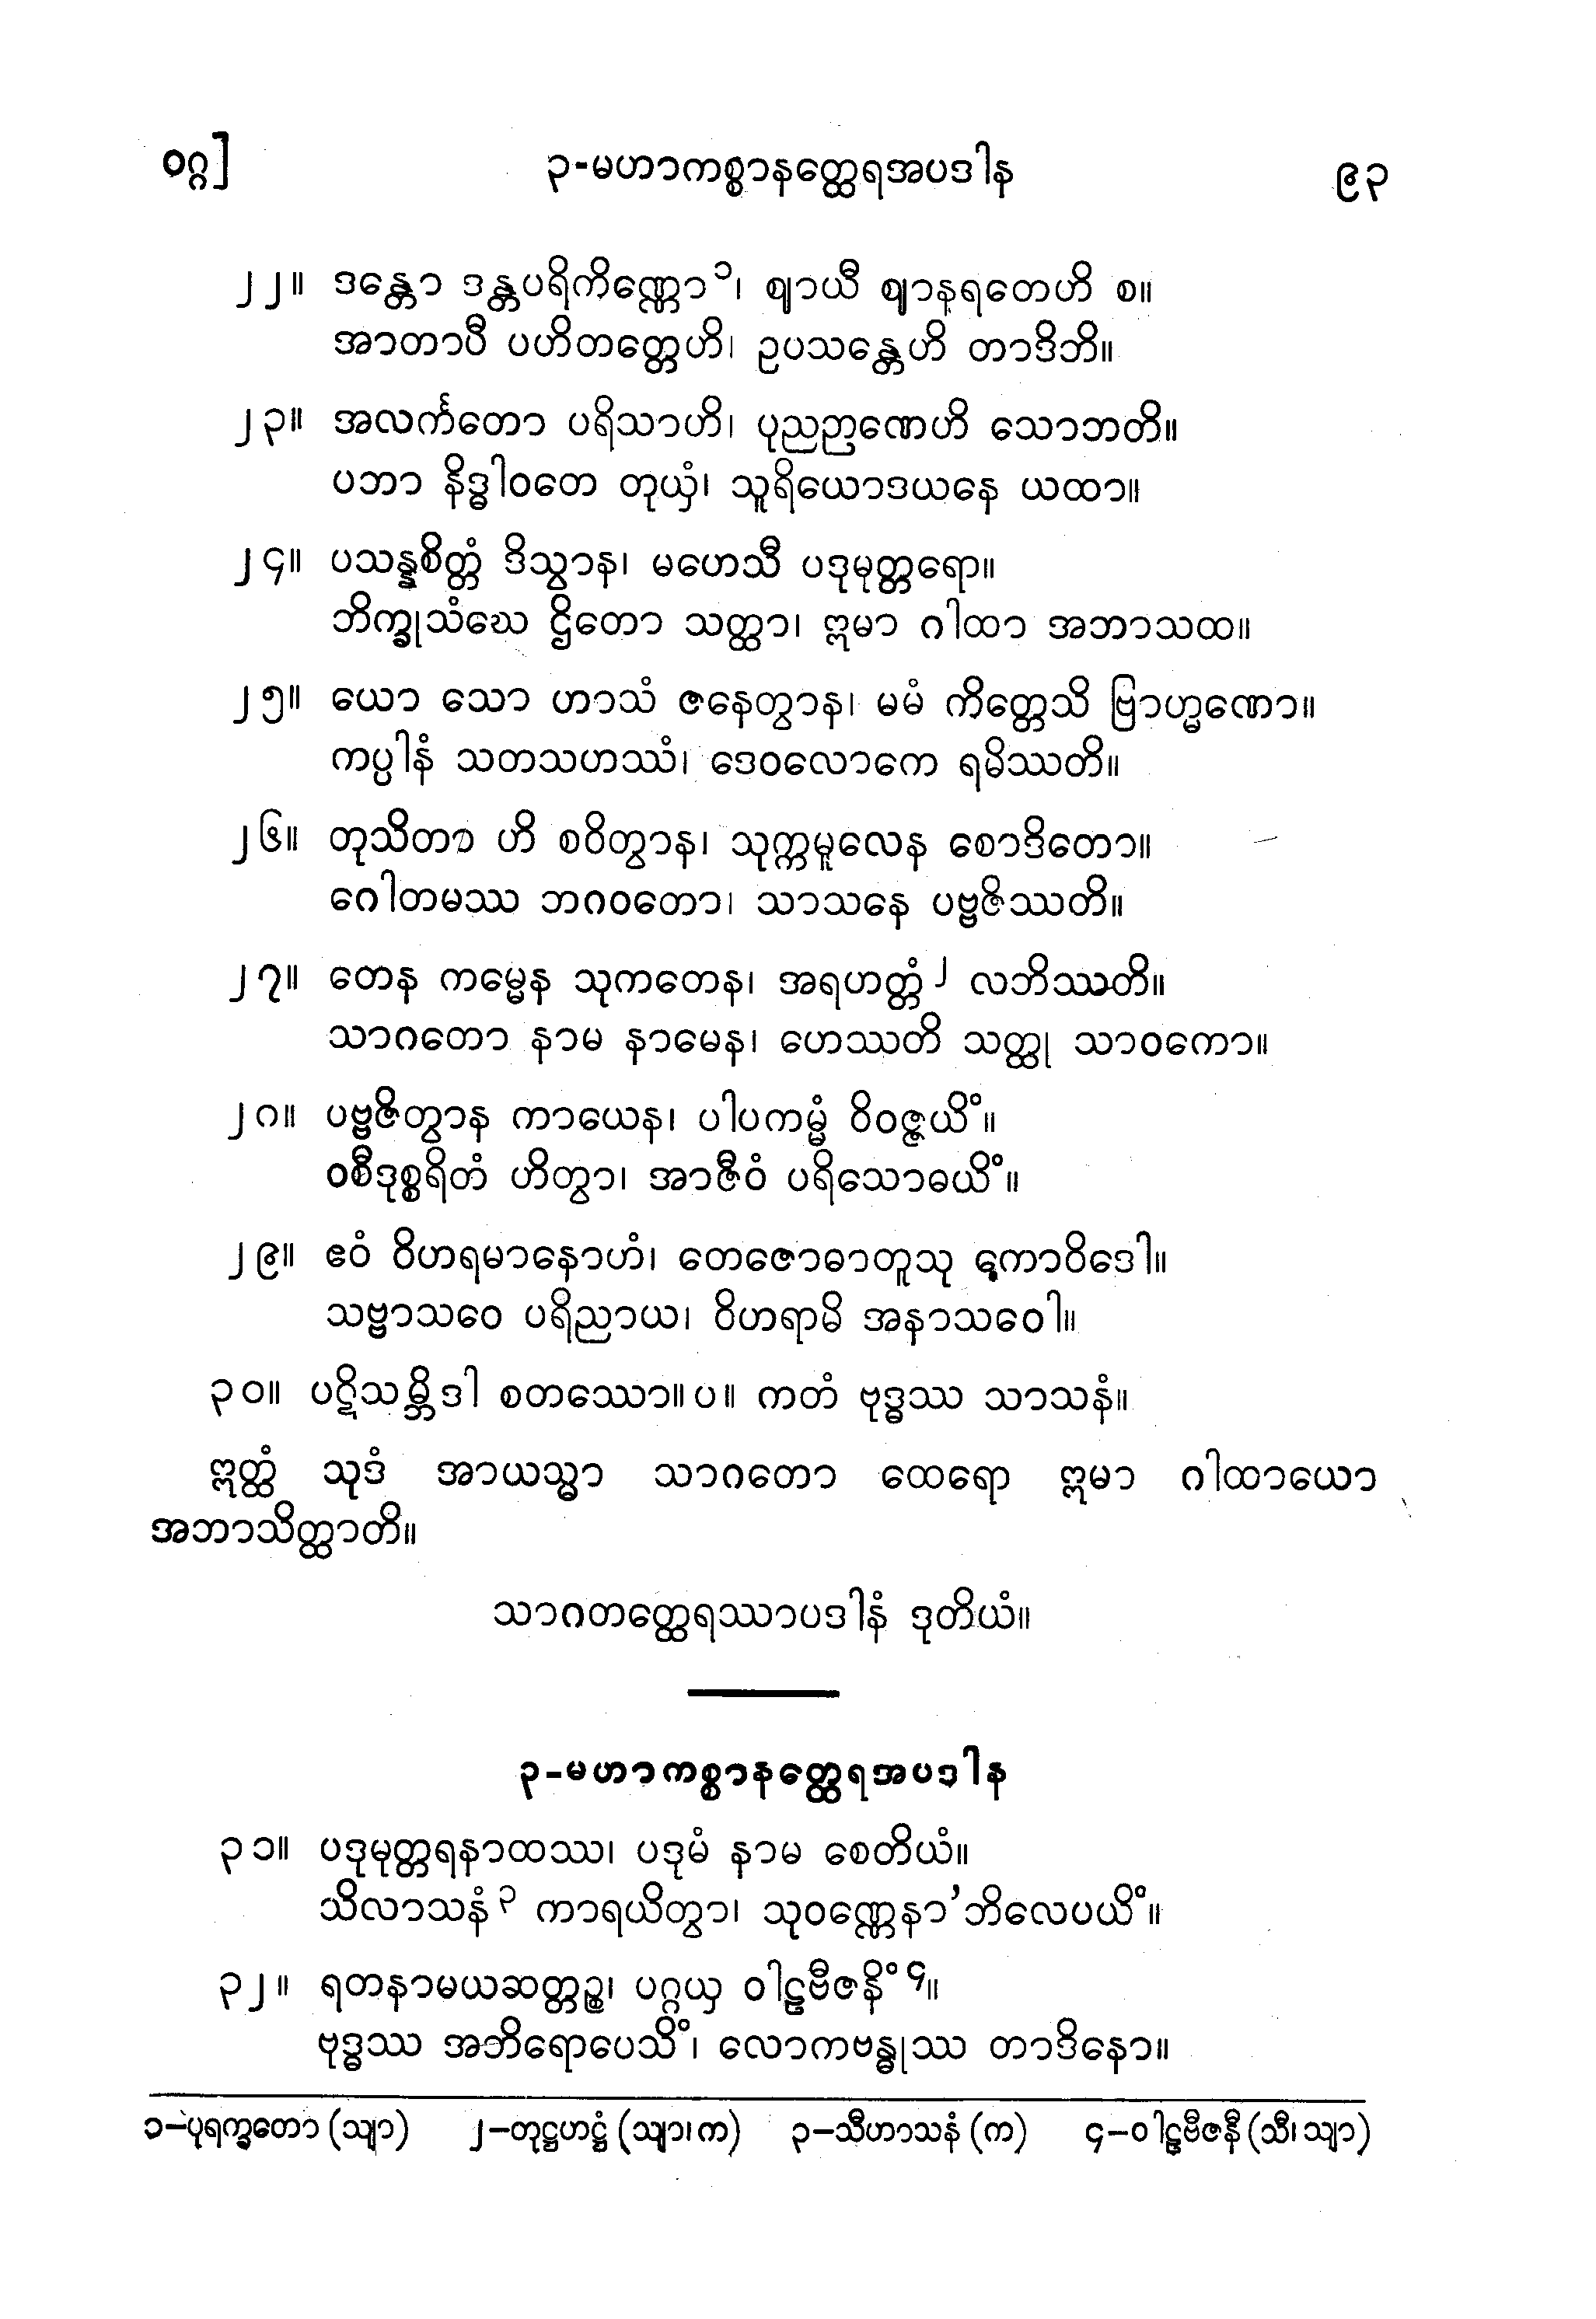 ဝဂ္ဂ] ၃-မဟာကစ္စာနတ္ထေရအပဒါန ၉၃
၂၂။ ဒန္တော ဒန္တပရိကိဏ္ဏော၁၊ ဈာယီ ဈာနရတေဟိ စ။
အာတာပီ ပဟိတတ္တေဟိ၊ ဥပသန္တေဟိ တာဒိဘိ။
၂၃။ အလင်္ကတော ပရိသာဟိ၊ ပုညဉာဏေဟိ သောဘတိ။
ပဘာ နိဒ္ဓါဝတေ တုယှံ၊ သူရိယောဒယနေ ယထာ။
၂၄။ ပသန္နစိတ္တံ ဒိသွာန၊ မဟေသီ ပဒုမုတ္တရော။
ဘိက္ခုသံဃေ ဌိတော သတ္ထာ၊ ဣမာ ဂါထာ အဘာသထ။
၂၅။ ယော သော ဟာသံ ဇနေတွာန၊ မမံ ကိတ္တေသိ ဗြာဟ္မဏော။
ကပ္ပါနံ သတသဟဿံ၊ ဒေဝလောကေ ရမိဿတိ။
၂၆။ တုသိတာ ဟိ စဝိတွာန၊ သုက္ကမူလေန စောဒိတော။
ဂေါတမဿ ဘဂဝတော၊ သာသနေ ပဗ္ဗဇိဿတိ။
၂၇။ တေန ကမ္မေန သုကတေန၊ အရဟတ္တံ၂ လဘိဿတိ။
သာဂတော နာမ နာမေန၊ ဟေဿတိ သတ္ထု သာဝကော။
၂၈။ ပဗ္ဗဇိတွာန ကာယေန၊ ပါပကမ္မံ ဝိဝဇ္ဇယိံ။
ဝစီဒုစ္စရိတံ ဟိတွာ၊ အာဇီဝံ ပရိသောဓယိံ။
၂၉။ ဧဝံ ဝိဟရမာနောဟံ၊ တေဇောဓာတူသု ကောဝိဒေါ။
သဗ္ဗာသဝေ ပရိညာယ၊ ဝိဟရာမိ အနာသဝေါ။
၃၀။ ပဋိသမ္ဘိဒါ စတဿော။ပ။ ကတံ ဗုဒ္ဓဿ သာသနံ။
ဣတ္ထံ သုဒံ အာယသ္မာ သာဂတော ထေရော ဣမာ ဂါထာယော
အဘာသိတ္ထာတိ။
သာဂတတ္ထေရဿာပဒါနံ ဒုတိယံ။
၃-မဟာကစ္စာနတ္ထေရအပဒါန
၃၁။ ပဒုမုတ္တရနာထဿ၊ ပဒုမံ နာမ စေတိယံ။
သိလာသနံ၃ ကာရယိတွာ၊ သုဝဏ္ဏေနာ’ဘိလေပယိံ။
၃၂။ ရတနာမယဆတ္တဉ္စ၊ ပဂ္ဂယှ ဝါဠဗီဇနိံ၄။
ဗုဒ္ဓဿ အဘိရောပေသိံ၊ လောကဗန္ဓုဿ တာဒိနော။
၁–ပုရက္ခတော (သျာ) ၂–တုဋ္ဌဟဋ္ဌံ (သျာ၊ က) ၃–သီဟာသနံ (က) ၄–ဝါဠဗီဇနီ (သီ၊ သျာ)